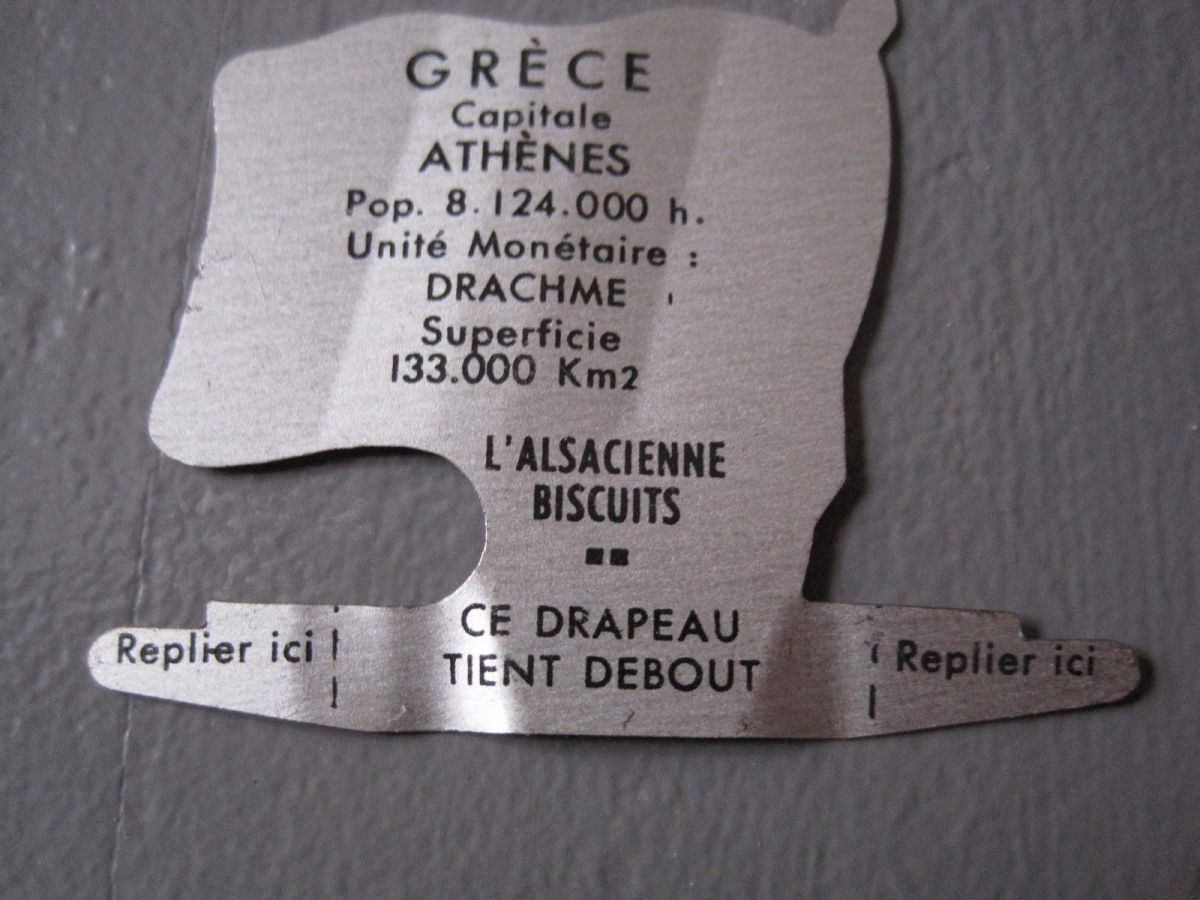 GRÈCE
Capitale
ATHÈNES
Pop. 8.124.000 h.
Unité Monétaire :
DRACHME
Superficie
133.000 Km2
L'ALSACIENNE
BISCUITS
CE DRAPEAU
TIENT DEBOUT
Replier ici
Replier ici